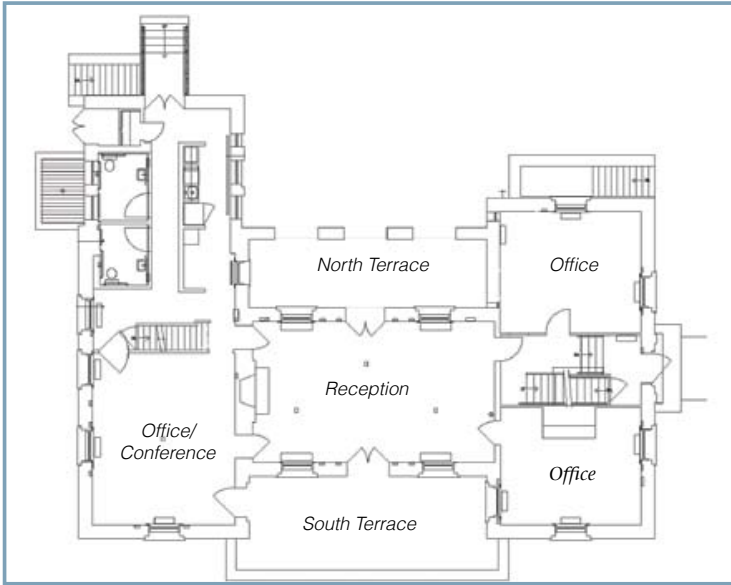 North Terrace
Office
Reception
Office/
Conference
Office
South Terrace